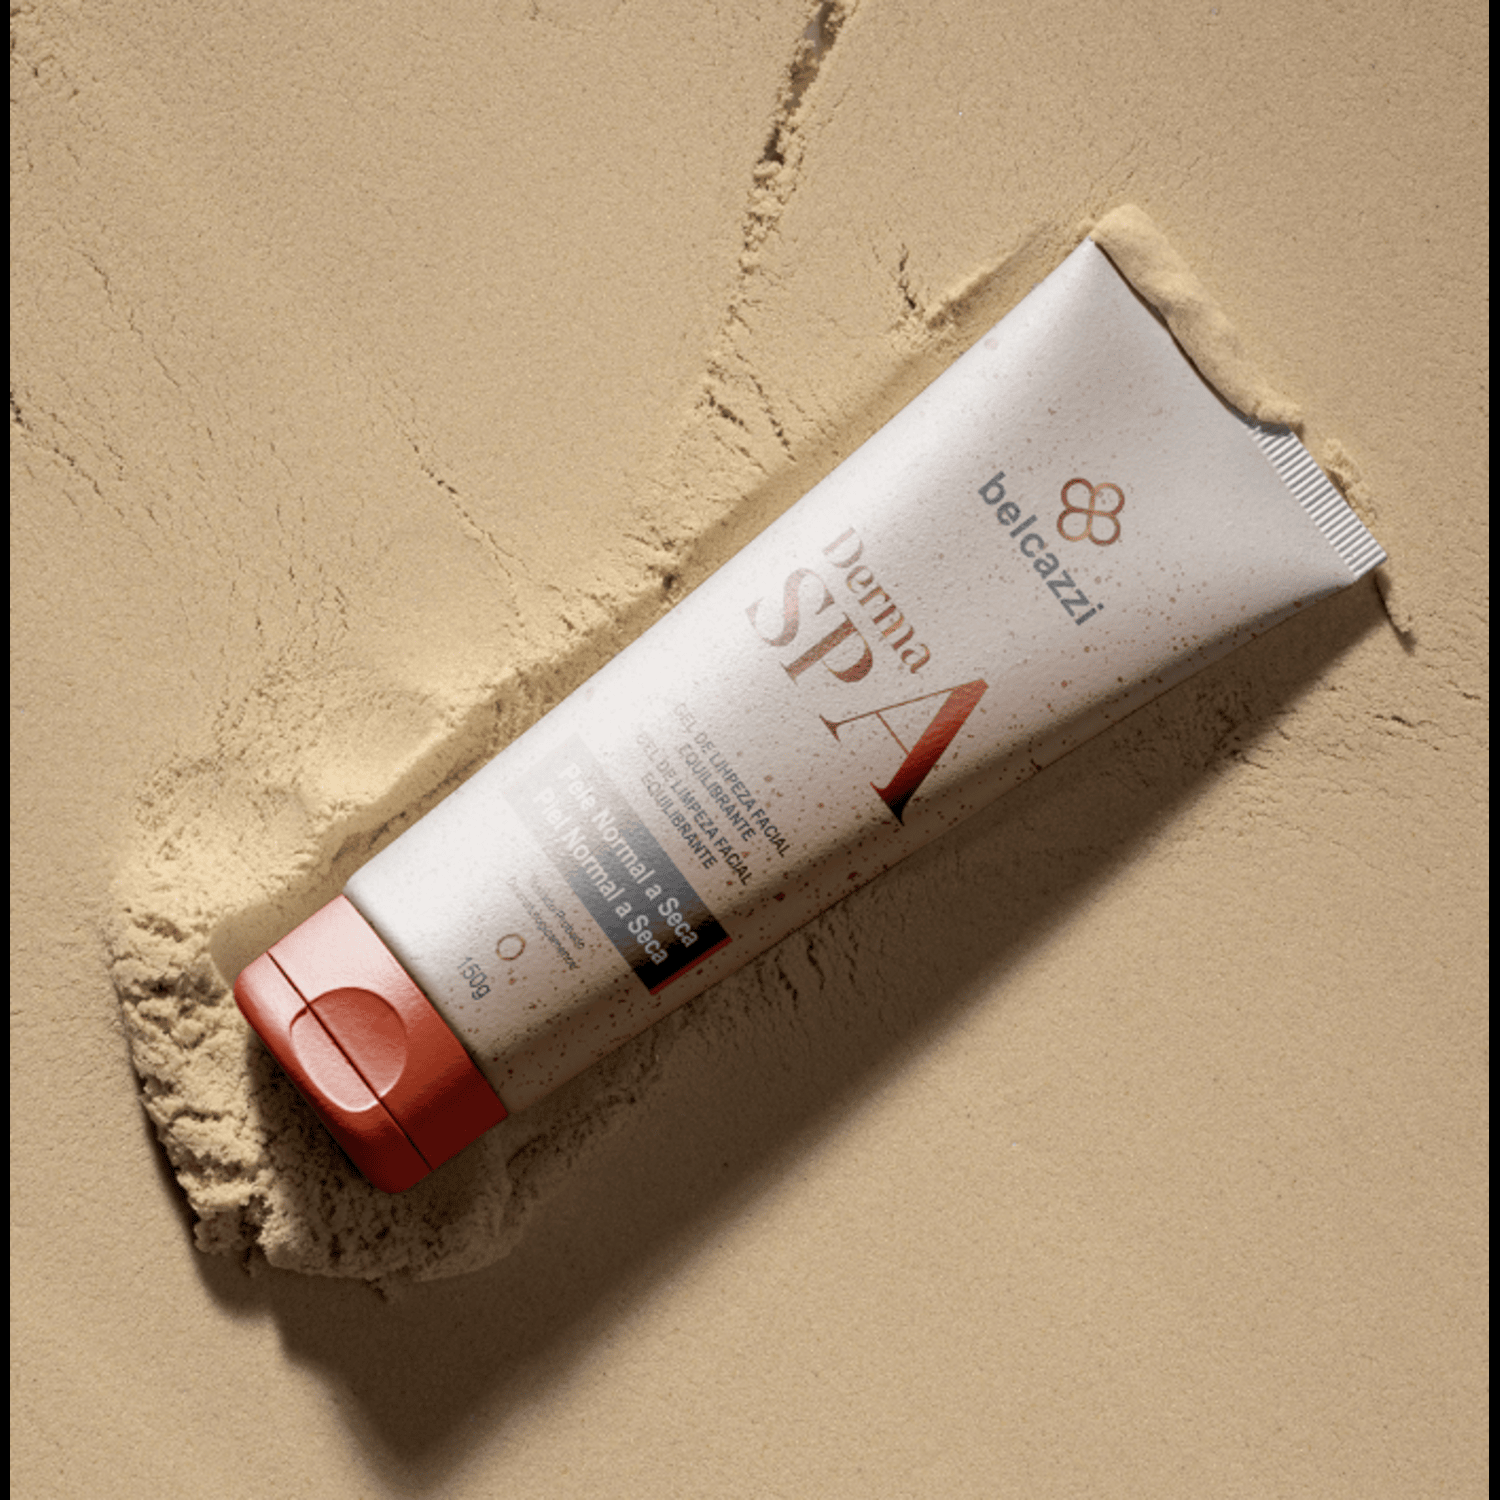 belcazzi
Derma
SPA
GEL DE LIMPEZA FACIAL
EQUILIBRANTE
GEL DE LIMPEZA FACIAL
EQUILIBRANTE
Pele Normal a Seca
Piel Normal a Seca
150g